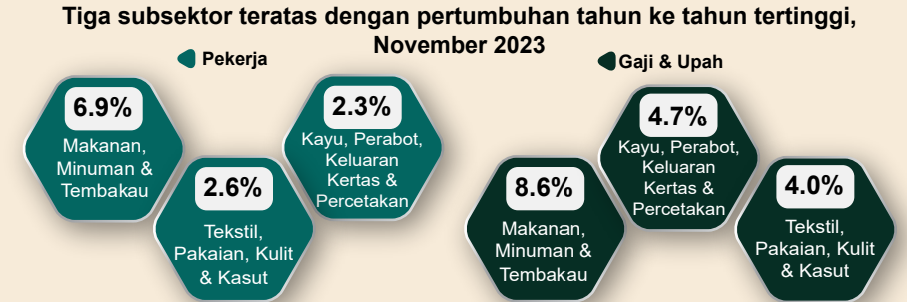 Tiga subsektor teratas dengan pertumbuhan tahun ke tahun tertinggi,
November 2023
Pekerja
Gaji & Upah
6.9%
Makanan,
Minuman &
Tembakau
2.6%
Tekstil,
Pakaian, Kulit
& Kasut
2.3%
Kayu, Perabot,
Keluaran
Kertas &
Percetakan
8.6%
Makanan,
Minuman &
Tembakau
4.7%
Kayu, Perabot,
Keluaran
Kertas &
Percetakan
4.0%
Tekstil,
Pakaian, Kulit
& Kasut